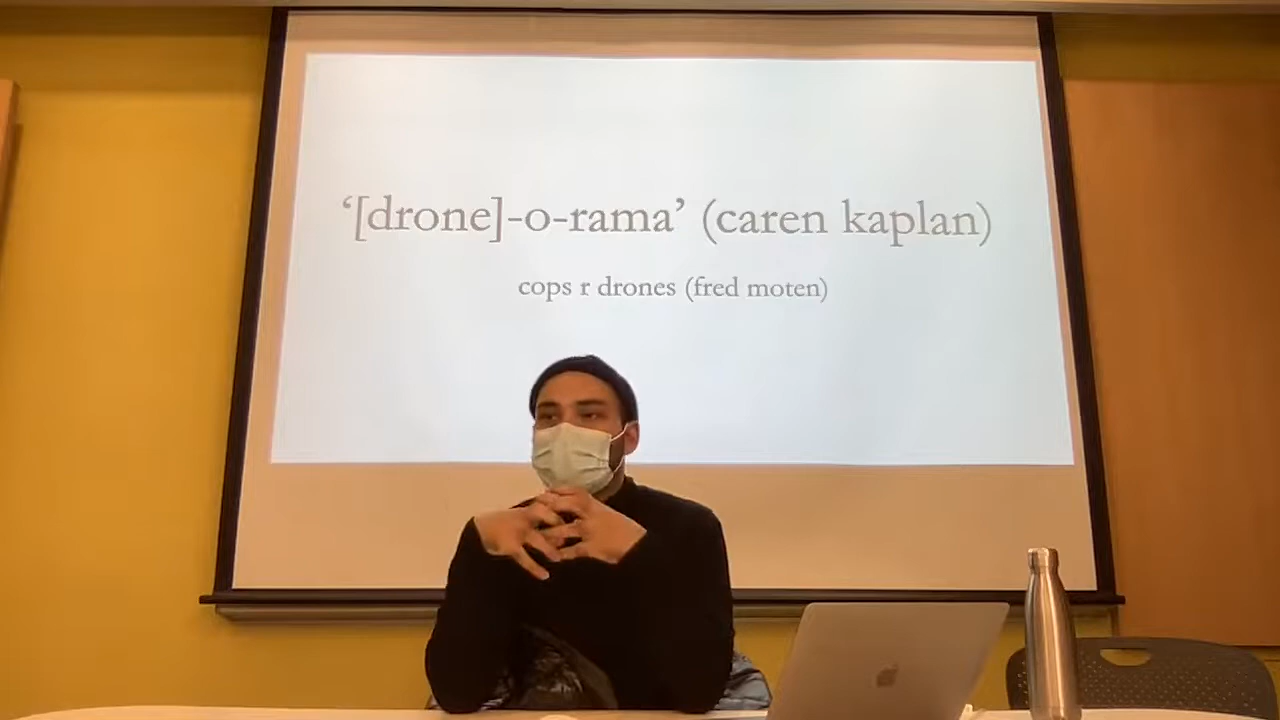 ‘[drone]-o-rama’ (caren kaplan)
cops r drones (fred moten)